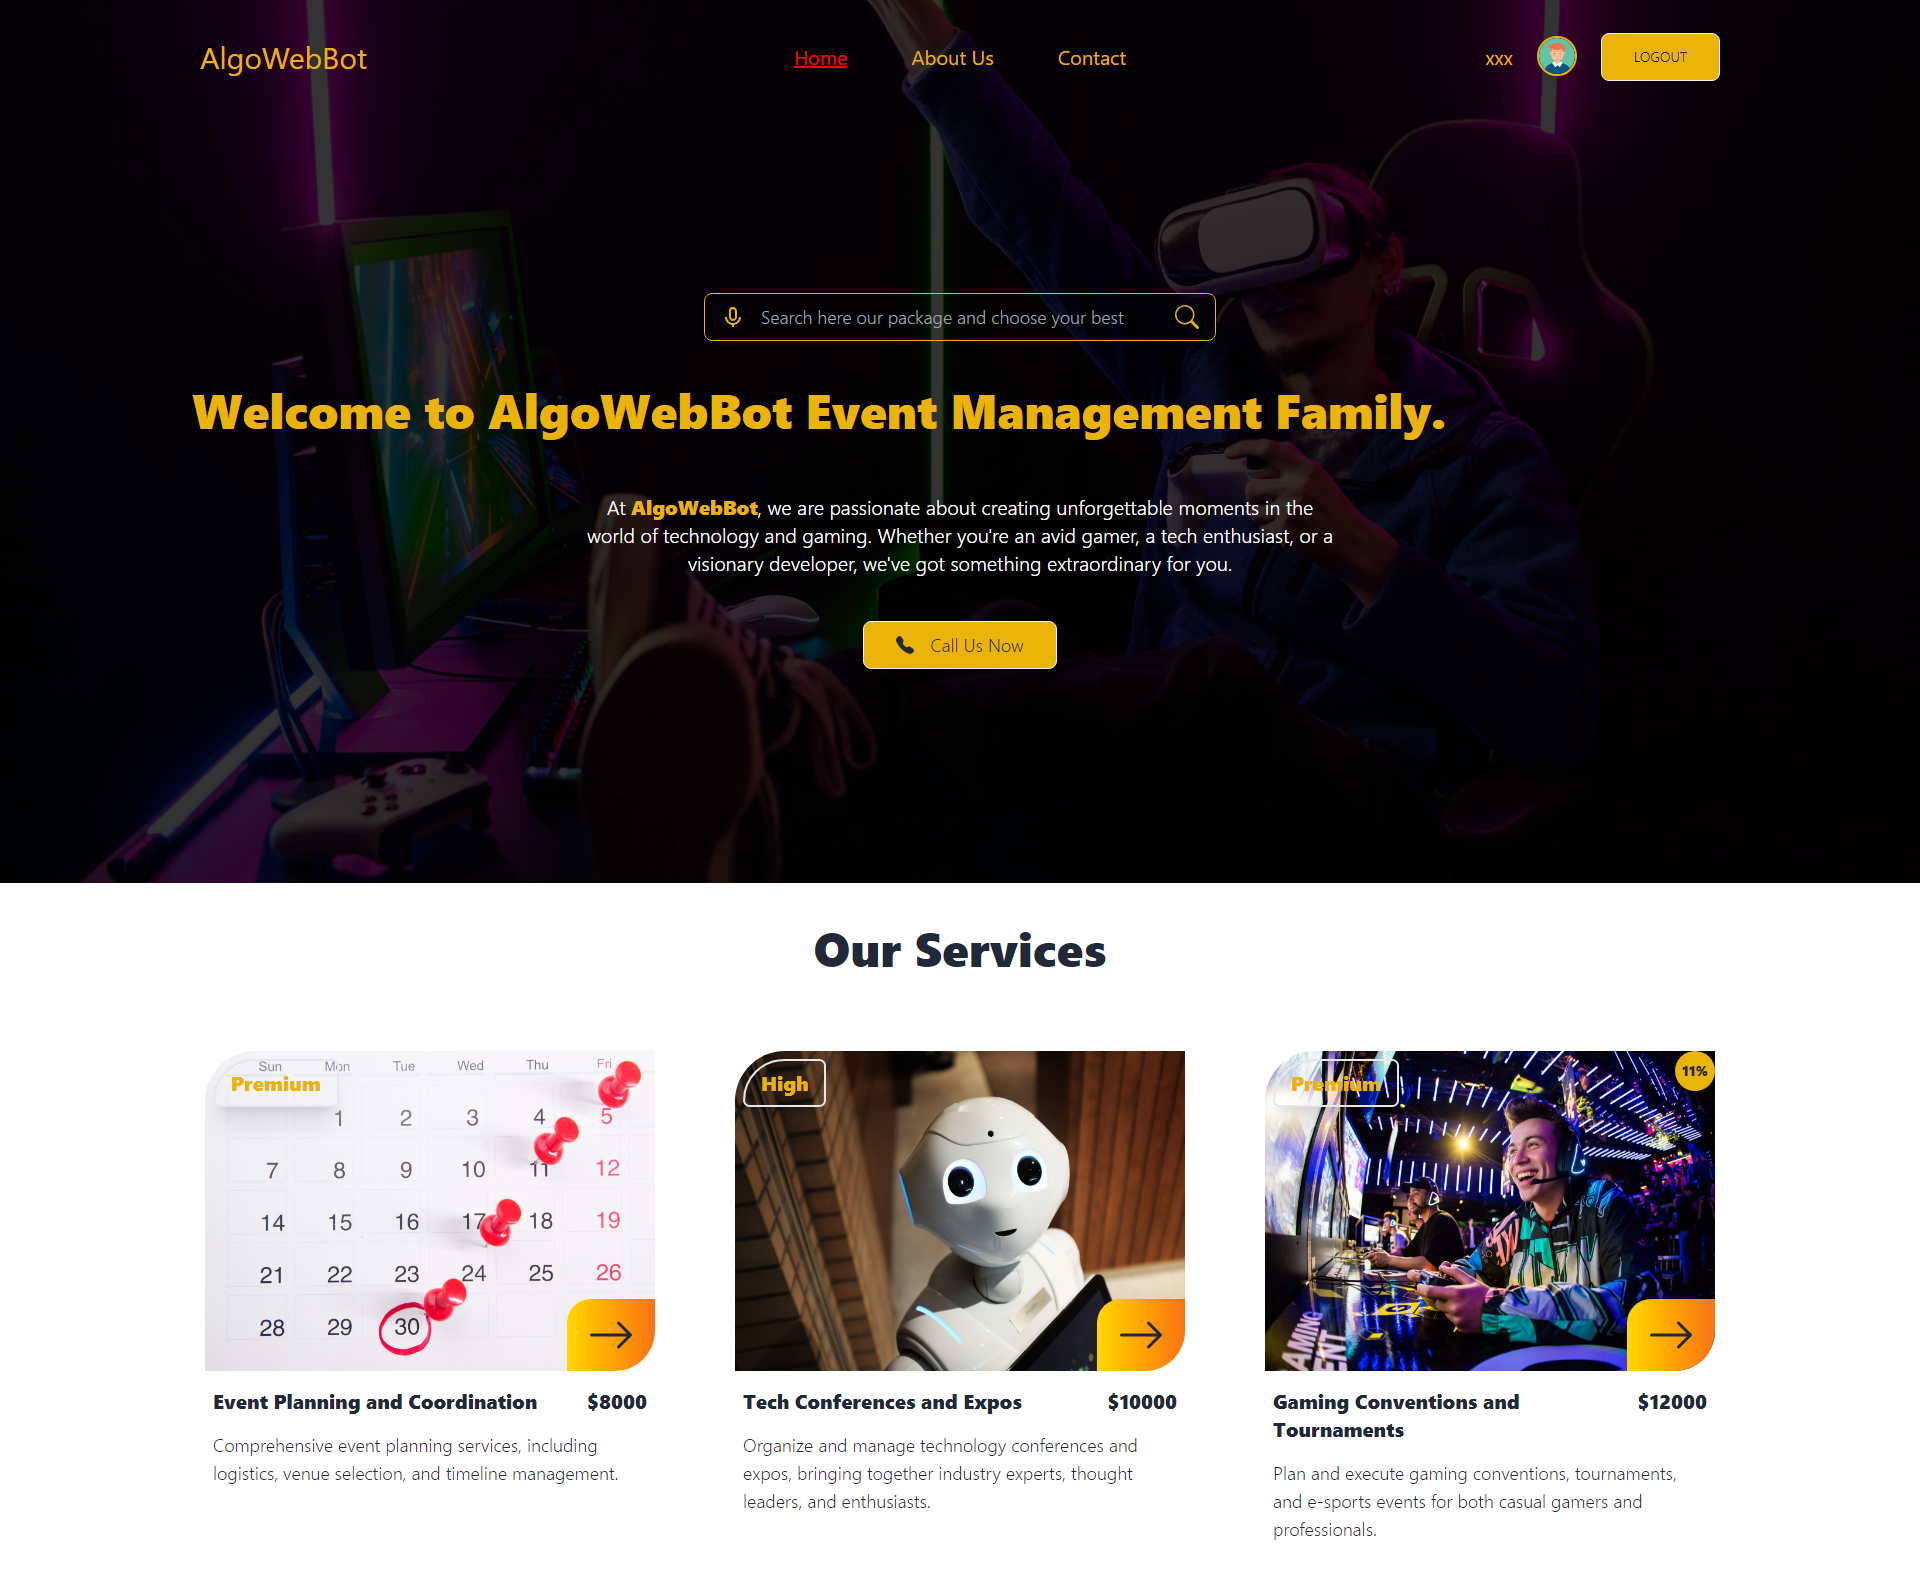 AlgoWebBot
Home
About Us
Contact
xxx
LOGOUT
Search here our package and choose your best
Welcome to AlgoWebBot Event Management Family.
At AlgoWebBot, we are passionate about creating unforgettable moments in the
world of technology and gaming. Whether you're an avid gamer, a tech enthusiast, or a
visionary developer, we've got something extraordinary for you.
Call Us Now
Our Services
Sun Mon Tue Wed Thu Fri
Premium
1 2 3 4 5
7 8 9 10 11 12
14 15 16 17 18 19
21 22 23 24 25 26
28 29 30
Event Planning and Coordination $8000
Comprehensive event planning services, including
logistics, venue selection, and timeline management.
High
Tech Conferences and Expos $10000
Organize and manage technology conferences and
expos, bringing together industry experts, thought
leaders, and enthusiasts.
Premium
11%
Gaming Conventions and $12000
Tournaments
Plan and execute gaming conventions, tournaments,
and e-sports events for both casual gamers and
professionals.